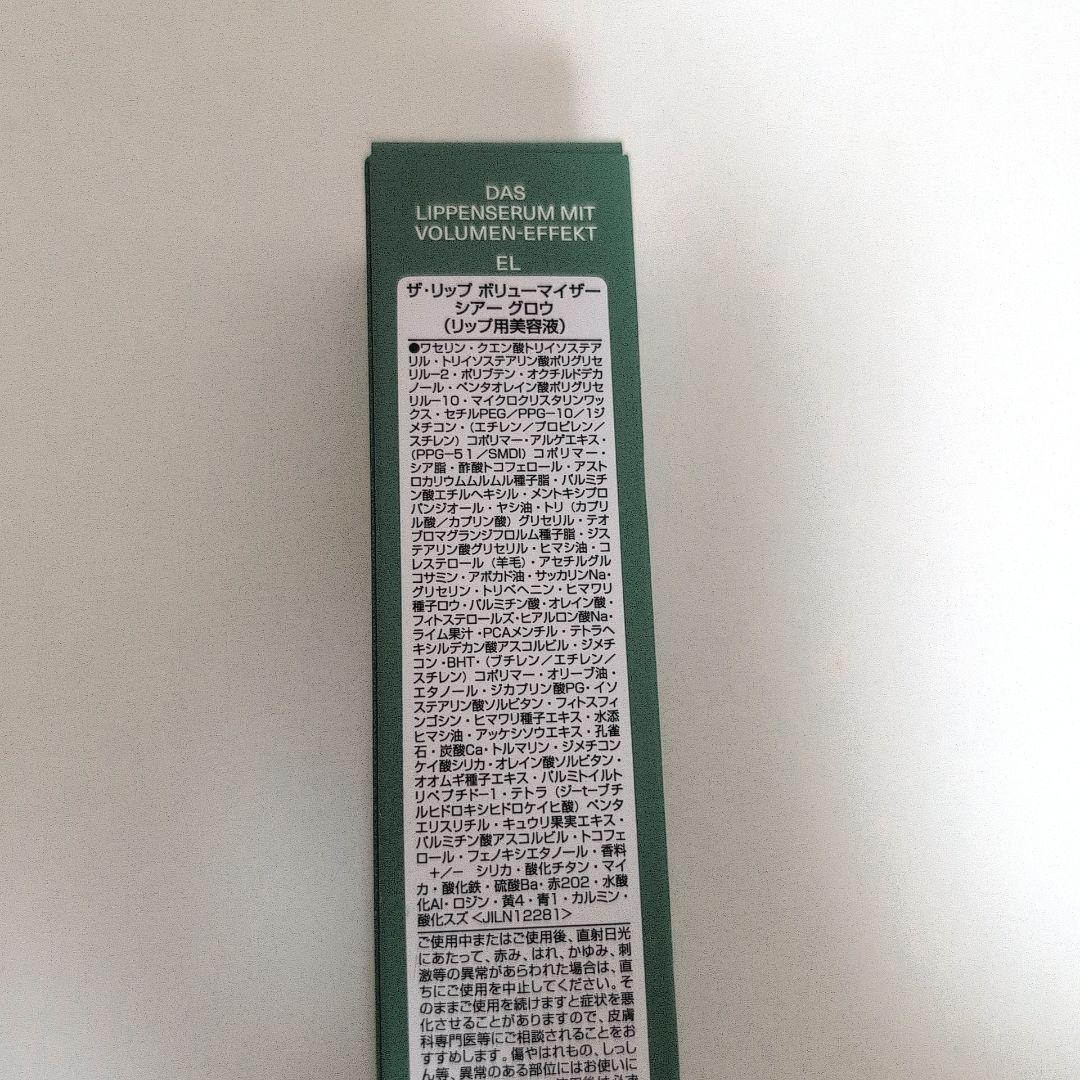 DAS
LIPPENSERUM MIT
VOLUMEN-EFFEKT
EL
ザ・リップ ボリューマイザー
シアー グロウ
（リップ用美容液）
●ワセリン・クエン酸トリイソステア
リル・トリイソステアリン酸ポリグリセ
リル－2・ポリブテン・オクチルドデカ
ノール・ペンタオレイン酸ポリグリセ
リル－10・マイクロクリスタリンワッ
クス・セチルPEG／PPG－10／1ジ
メチコン・（エチレン／プロピレン／
スチレン）コポリマー・アルゲエキス・
（PPG－51／SMDI）コポリマー・
シア脂・酢酸トコフェロール・アスト
ロカリウムムルムル種子脂・パルミチ
ン酸エチルヘキシル・メントキシプロ
パンジオール・ヤシ油・トリ（カプリ
ル酸／カプリン酸）グリセリル・テオ
ブロマグランジフロルム種子脂・ジス
テアリン酸グリセリル・ヒマシ油・コ
レステロール（羊毛）・アセチルグル
コサミン・アボカド油・サッカリンNa・
グリセリン・トリベヘニン・ヒマワリ
種子ロウ・パルミチン酸・オレイン酸・
フィトステロールズ・ヒアルロン酸Na・
ライム果汁・PCAメンチル・テトラヘ
キシルデカン酸アスコルビル・ジメチ
コン・BHT・（ブチレン／エチレン／
スチレン）コポリマー・オリーブ油・
エタノール・ジカプリン酸PG・イソ
ステアリン酸ソルビタン・フィトスフィ
ンゴシン・ヒマワリ種子エキス・水添
ヒマシ油・アッケシソウエキス・孔雀
石・炭酸Ca・トルマリン・ジメチコン
ケイ酸シリカ・オレイン酸ソルビタン・
オオムギ種子エキス・パルミトイルト
リペプチド－1・テトラ（ジ－t－ブチ
ルヒドロキシヒドロケイヒ酸）ペンタ
エリスリチル・キュウリ果実エキス・
パルミチン酸アスコルビル・トコフェ
ロール・フェノキシエタノール・香料
＋／－ シリカ・酸化チタン・マイ
カ・酸化鉄・硫酸Ba・赤202・水酸
化Al・ロジン・黄4・青1・カルミン・
酸化スズ＜JILN12281＞
ご使用中またはご使用後、直射日光
にあたって、赤み、はれ、かゆみ、刺
激等の異常があらわれた場合は、直
ちにご使用を中止してください。そ
のままご使用を続けますと症状を悪
化させることがありますので、皮膚
科専門医等にご相談されることをお
すすめします。傷やはれもの、しっし
ん等、異常のある部位にはお使いに